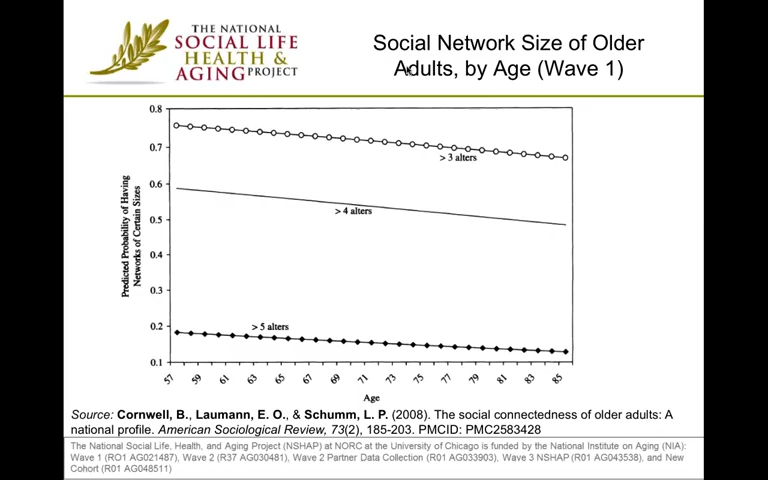 THE NATIONAL
SOCIAL LIFE
HEALTH &
AGING PROJECT
Social Network Size of Older
Adults, by Age (Wave 1)
Predicted Probability of Having
Networks of Certain Sizes
0.8
0.7
0.6
0.5
0.4
0.3
0.2
0.1
> 3 alters
> 4 alters
> 5 alters
57 59 61 63 65 67 69 71 73 75 77 79 81 83 85
Age
Source: Cornwell, B., Laumann, E. O., & Schumm, L. P. (2008). The social connectedness of older adults: A
national profile. American Sociological Review, 73(2), 185-203. PMCID: PMC2583428
The National Social Life, Health, and Aging Project (NSHAP) at NORC at the University of Chicago is funded by the National Institute on Aging (NIA):
Wave 1 (RO1 AG021487), Wave 2 (R37 AG030481), Wave 2 Partner Data Collection (R01 AG033903), Wave 3 NSHAP (R01 AG043538), and New
Cohort (R01 AG048511)